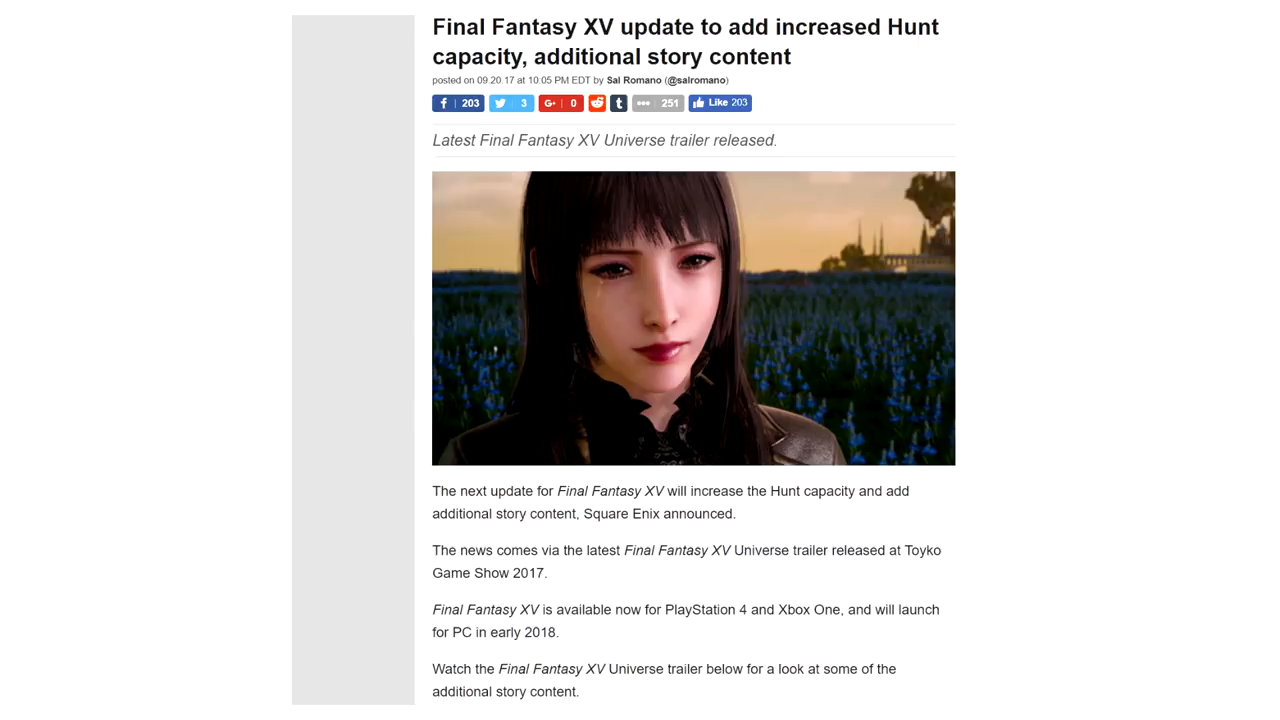 Final Fantasy XV update to add increased Hunt
capacity, additional story content
posted on 09.20.17 at 10:05 PM EDT by Sal Romano (@salromano)
f 203 3 G+ 0 t 251 Like 203
Latest Final Fantasy XV Universe trailer released.
The next update for Final Fantasy XV will increase the Hunt capacity and add
additional story content, Square Enix announced.
The news comes via the latest Final Fantasy XV Universe trailer released at Toyko
Game Show 2017.
Final Fantasy XV is available now for PlayStation 4 and Xbox One, and will launch
for PC in early 2018.
Watch the Final Fantasy XV Universe trailer below for a look at some of the
additional story content.